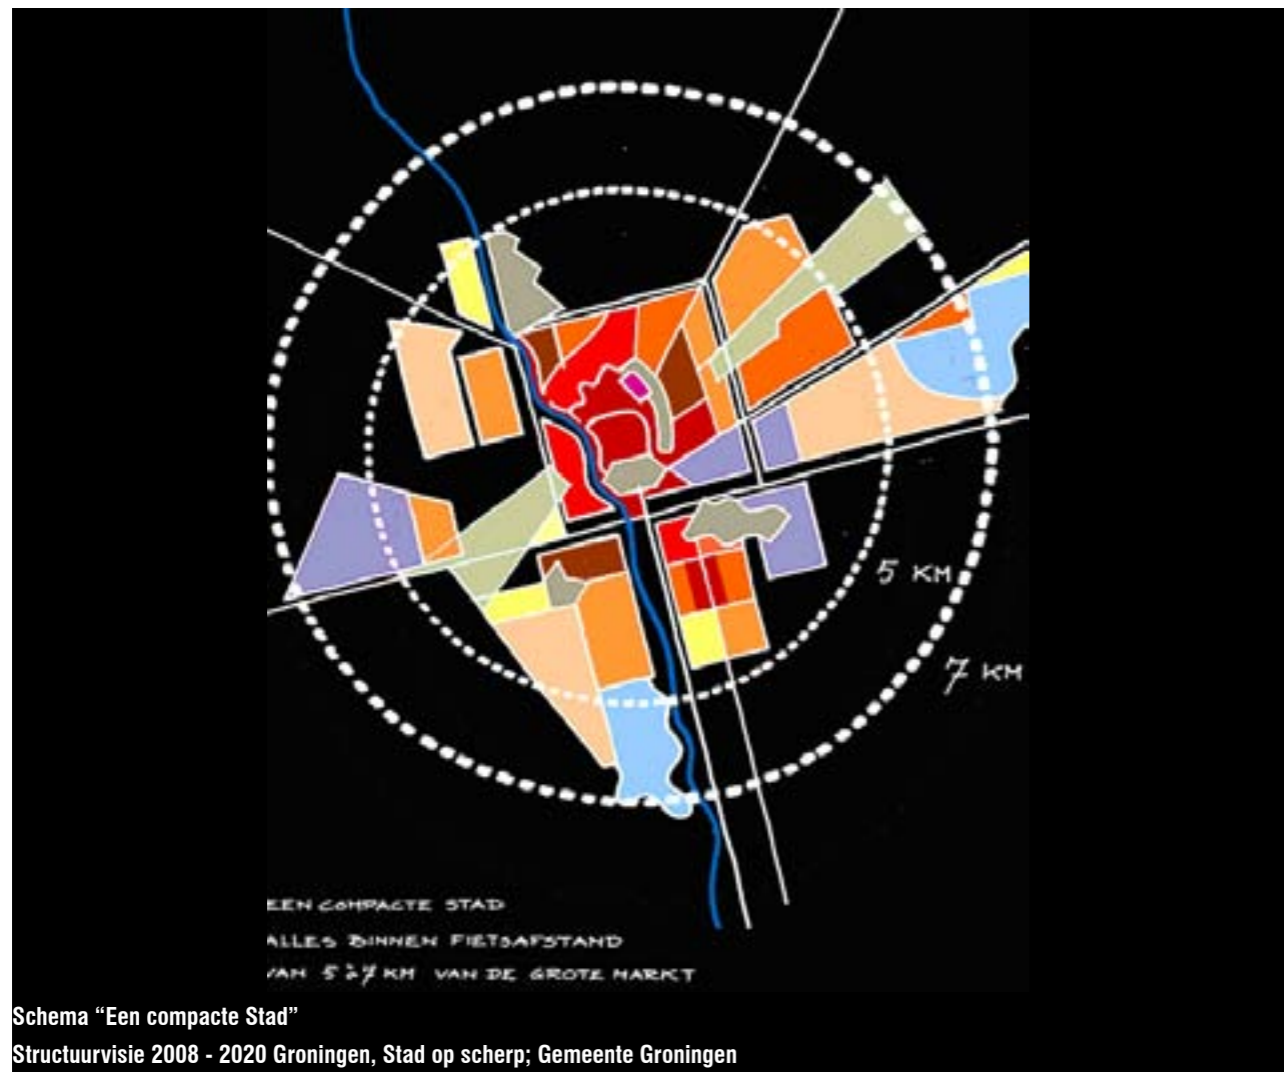 5 KM
7 KM
EEN COMPACTE STAD
ALLES BINNEN FIETSAFSTAND
VAN 5 à 7 KM VAN DE GROTE MARKT
Schema “Een compacte Stad”
Structuurvisie 2008 - 2020 Groningen, Stad op scherp; Gemeente Groningen